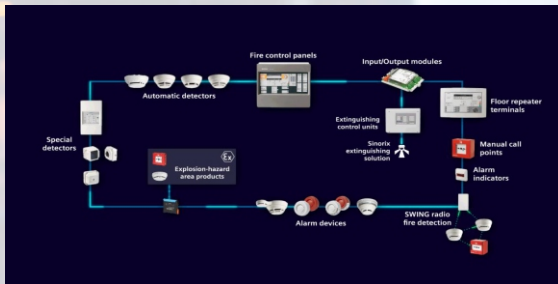 Fire control panels
Input/Output modules
Automatic detectors
Floor repeater
terminals
Extinguishing
control units
Special
detectors
Sinorix
extinguishing
solution
Manual call
points
Ex
Explosion-hazard
area products
Alarm
indicators
Alarm devices
SWING radio
fire detection